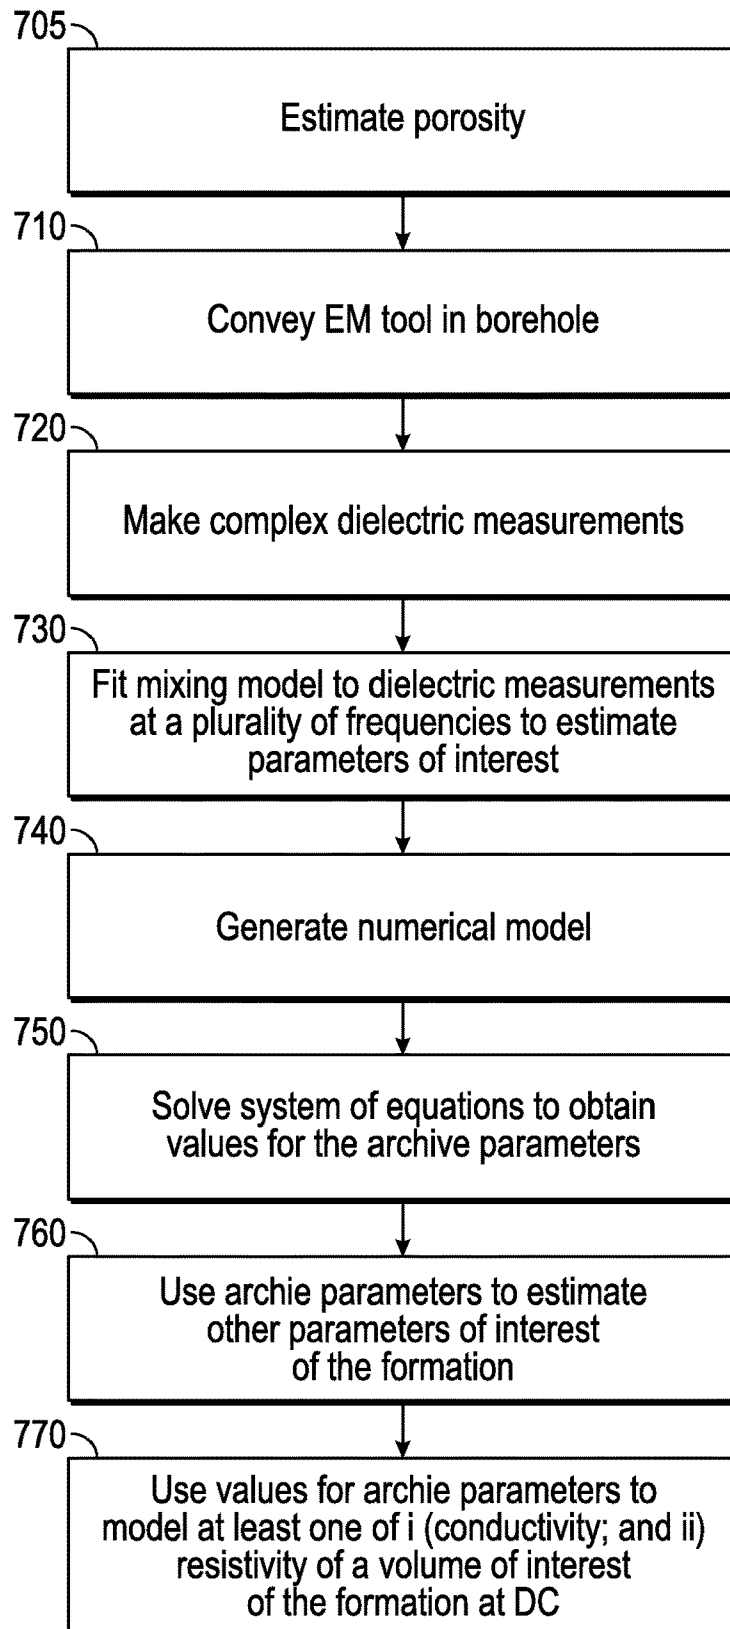 705
Estimate porosity
710
Convey EM tool in borehole
720
Make complex dielectric measurements
730
Fit mixing model to dielectric measurements
at a plurality of frequencies to estimate
parameters of interest
740
Generate numerical model
750
Solve system of equations to obtain
values for the archive parameters
760
Use archie parameters to estimate
other parameters of interest
of the formation
770
Use values for archie parameters to
model at least one of i (conductivity; and ii)
resistivity of a volume of interest
of the formation at DC